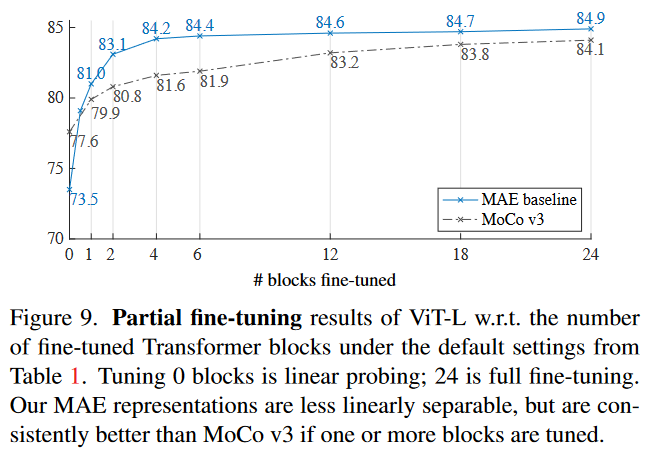 85
80
75
70
73.5
81.0
83.1
84.2
84.4
84.6
84.7
84.9
77.6
79.9
80.8
81.6
81.9
83.2
83.8
84.1
MAE baseline
MoCo v3
0 1 2 4 6 12 18 24
# blocks fine-tuned
Figure 9. Partial fine-tuning results of ViT-L w.r.t. the number
of fine-tuned Transformer blocks under the default settings from
Table 1. Tuning 0 blocks is linear probing; 24 is full fine-tuning.
Our MAE representations are less linearly separable, but are con-
sistently better than MoCo v3 if one or more blocks are tuned.